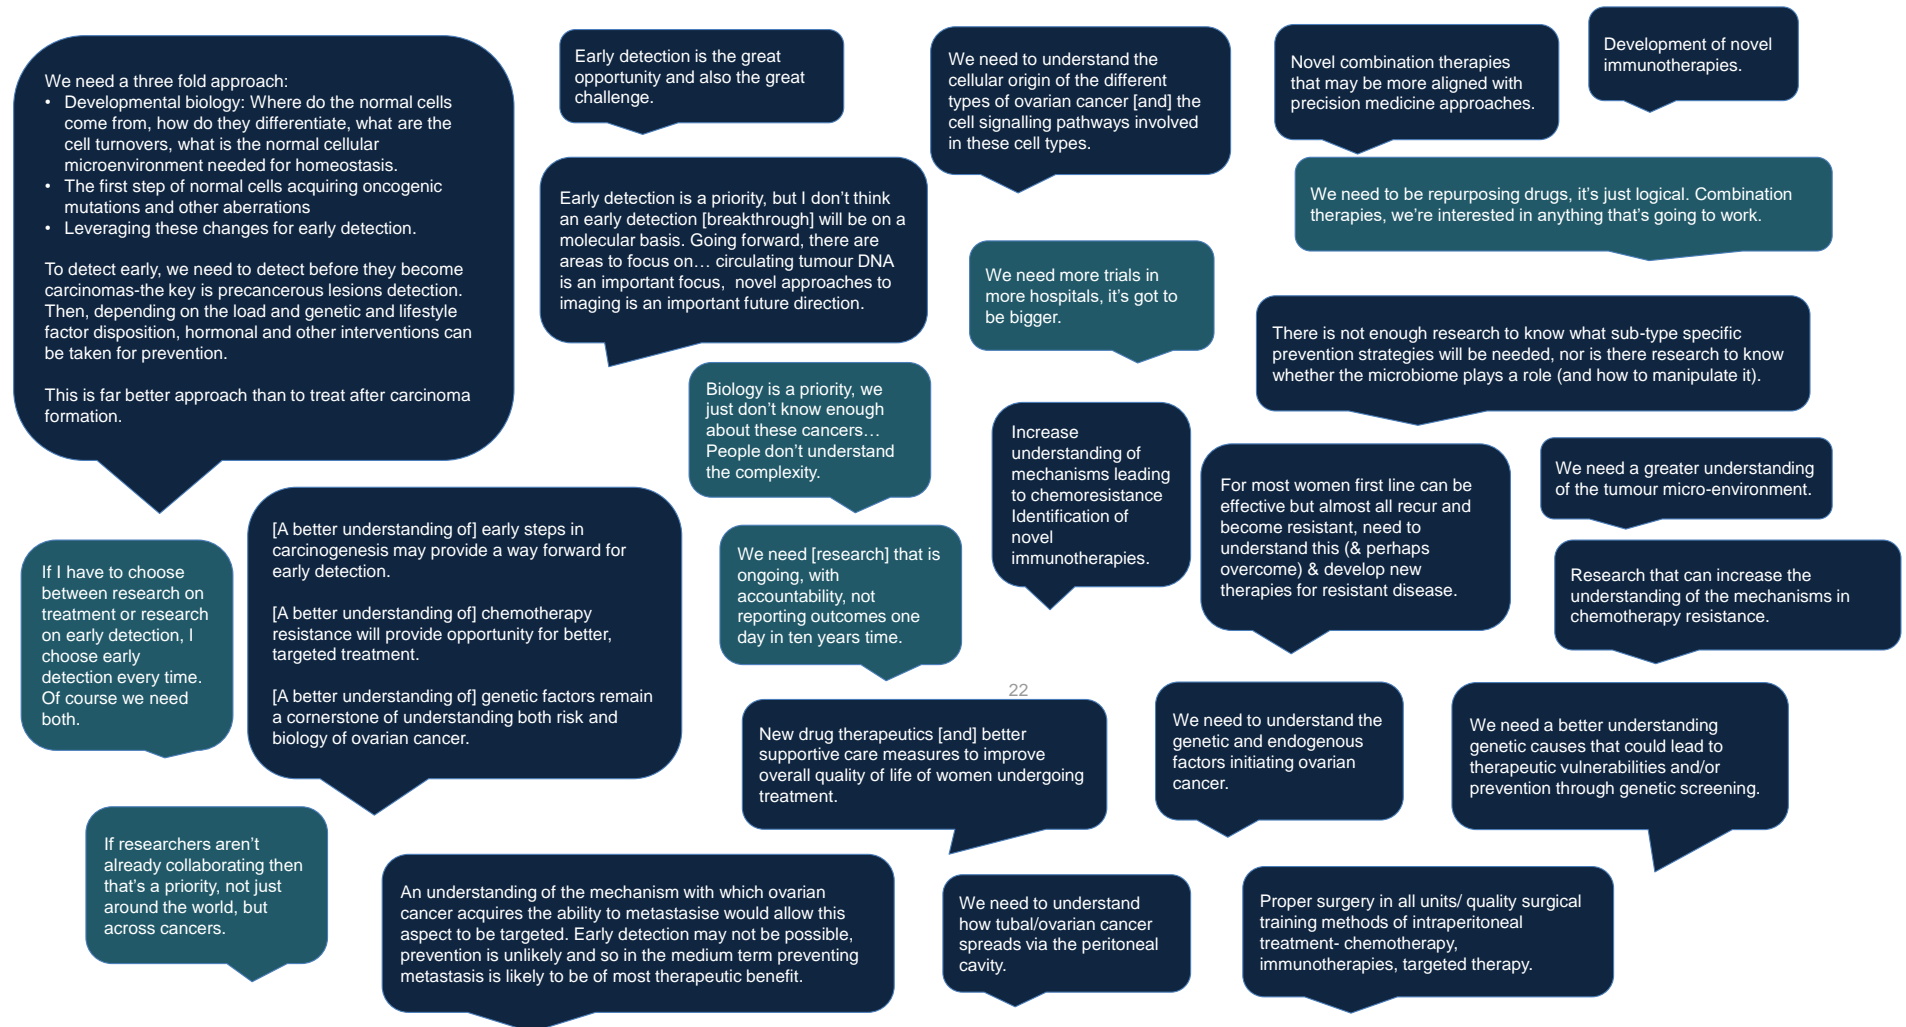 We need a three fold approach:
• Developmental biology: Where do the normal cells
come from, how do they differentiate, what are the
cell turnovers, what is the normal cellular
microenvironment needed for homeostasis.
• The first step of normal cells acquiring oncogenic
mutations and other aberrations
• Leveraging these changes for early detection.
To detect early, we need to detect before they become
carcinomas-the key is precancerous lesions detection.
Then, depending on the load and genetic and lifestyle
factor disposition, hormonal and other interventions can
be taken for prevention.
This is far better approach than to treat after carcinoma
formation.
Early detection is the great
opportunity and also the great
challenge.
We need to understand the
cellular origin of the different
types of ovarian cancer [and] the
cell signalling pathways involved
in these cell types.
Novel combination therapies
that may be more aligned with
precision medicine approaches.
Development of novel
immunotherapies.
Early detection is a priority, but I don’t think
an early detection [breakthrough] will be on a
molecular basis. Going forward, there are
areas to focus on… circulating tumour DNA
is an important focus, novel approaches to
imaging is an important future direction.
We need to be repurposing drugs, it’s just logical. Combination
therapies, we’re interested in anything that’s going to work.
We need more trials in
more hospitals, it’s got to
be bigger.
There is not enough research to know what sub-type specific
prevention strategies will be needed, nor is there research to know
whether the microbiome plays a role (and how to manipulate it).
Biology is a priority, we
just don’t know enough
about these cancers…
People don’t understand
the complexity.
Increase
understanding of
mechanisms leading
to chemoresistance
Identification of
novel
immunotherapies.
For most women first line can be
effective but almost all recur and
become resistant, need to
understand this (& perhaps
overcome) & develop new
therapies for resistant disease.
We need a greater understanding
of the tumour micro-environment.
If I have to choose
between research on
treatment or research
on early detection, I
choose early
detection every time.
Of course we need
both.
[A better understanding of] early steps in
carcinogenesis may provide a way forward for
early detection.
[A better understanding of] chemotherapy
resistance will provide opportunity for better,
targeted treatment.
[A better understanding of] genetic factors remain
a cornerstone of understanding both risk and
biology of ovarian cancer.
We need [research] that is
ongoing, with
accountability, not
reporting outcomes one
day in ten years time.
Research that can increase the
understanding of the mechanisms in
chemotherapy resistance.
22
New drug therapeutics [and] better
supportive care measures to improve
overall quality of life of women undergoing
treatment.
We need to understand the
genetic and endogenous
factors initiating ovarian
cancer.
We need a better understanding
genetic causes that could lead to
therapeutic vulnerabilities and/or
prevention through genetic screening.
If researchers aren’t
already collaborating then
that’s a priority, not just
around the world, but
across cancers.
An understanding of the mechanism with which ovarian
cancer acquires the ability to metastasise would allow this
aspect to be targeted. Early detection may not be possible,
prevention is unlikely and so in the medium term preventing
metastasis is likely to be of most therapeutic benefit.
We need to understand
how tubal/ovarian cancer
spreads via the peritoneal
cavity.
Proper surgery in all units/ quality surgical
training methods of intraperitoneal
treatment- chemotherapy,
immunotherapies, targeted therapy.